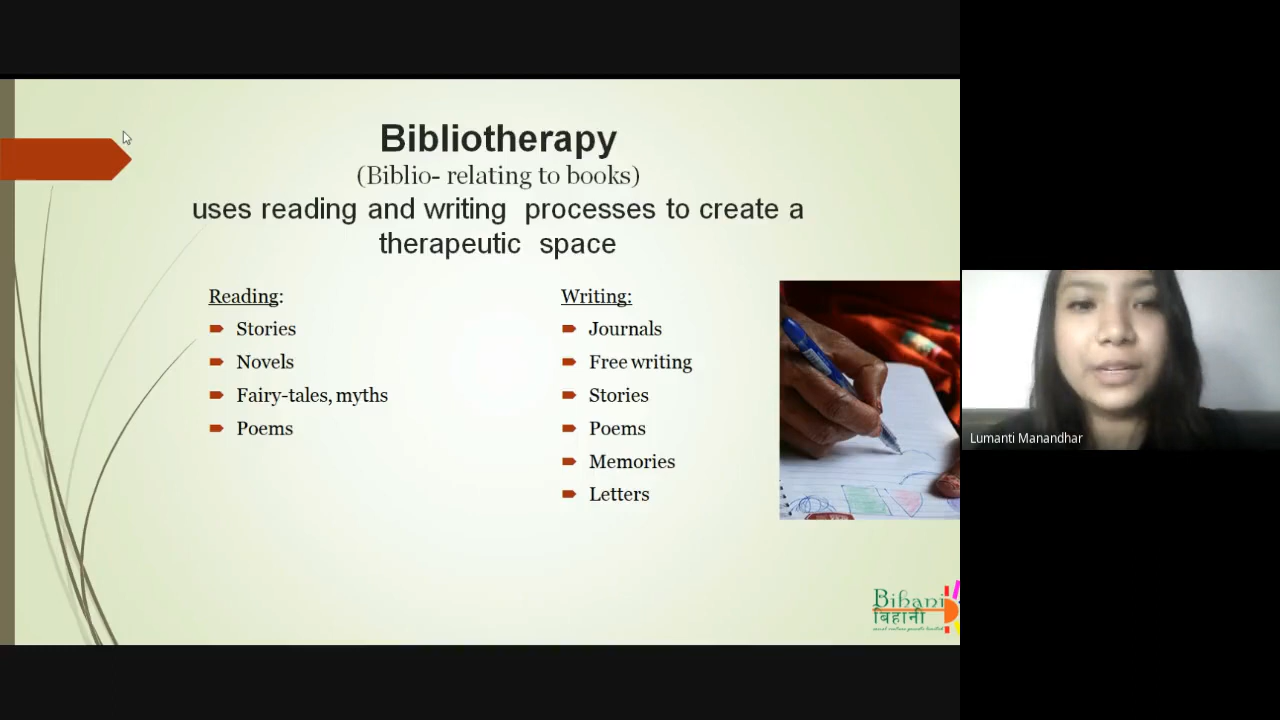 Bibliotherapy
(Biblio- relating to books)
uses reading and writing processes to create a
therapeutic space
Reading:
Stories
Novels
Fairy-tales, myths
Poems
Writing:
Journals
Free writing
Stories
Poems
Memories
Letters
Bihani
बिहानी
Lumanti Manandhar